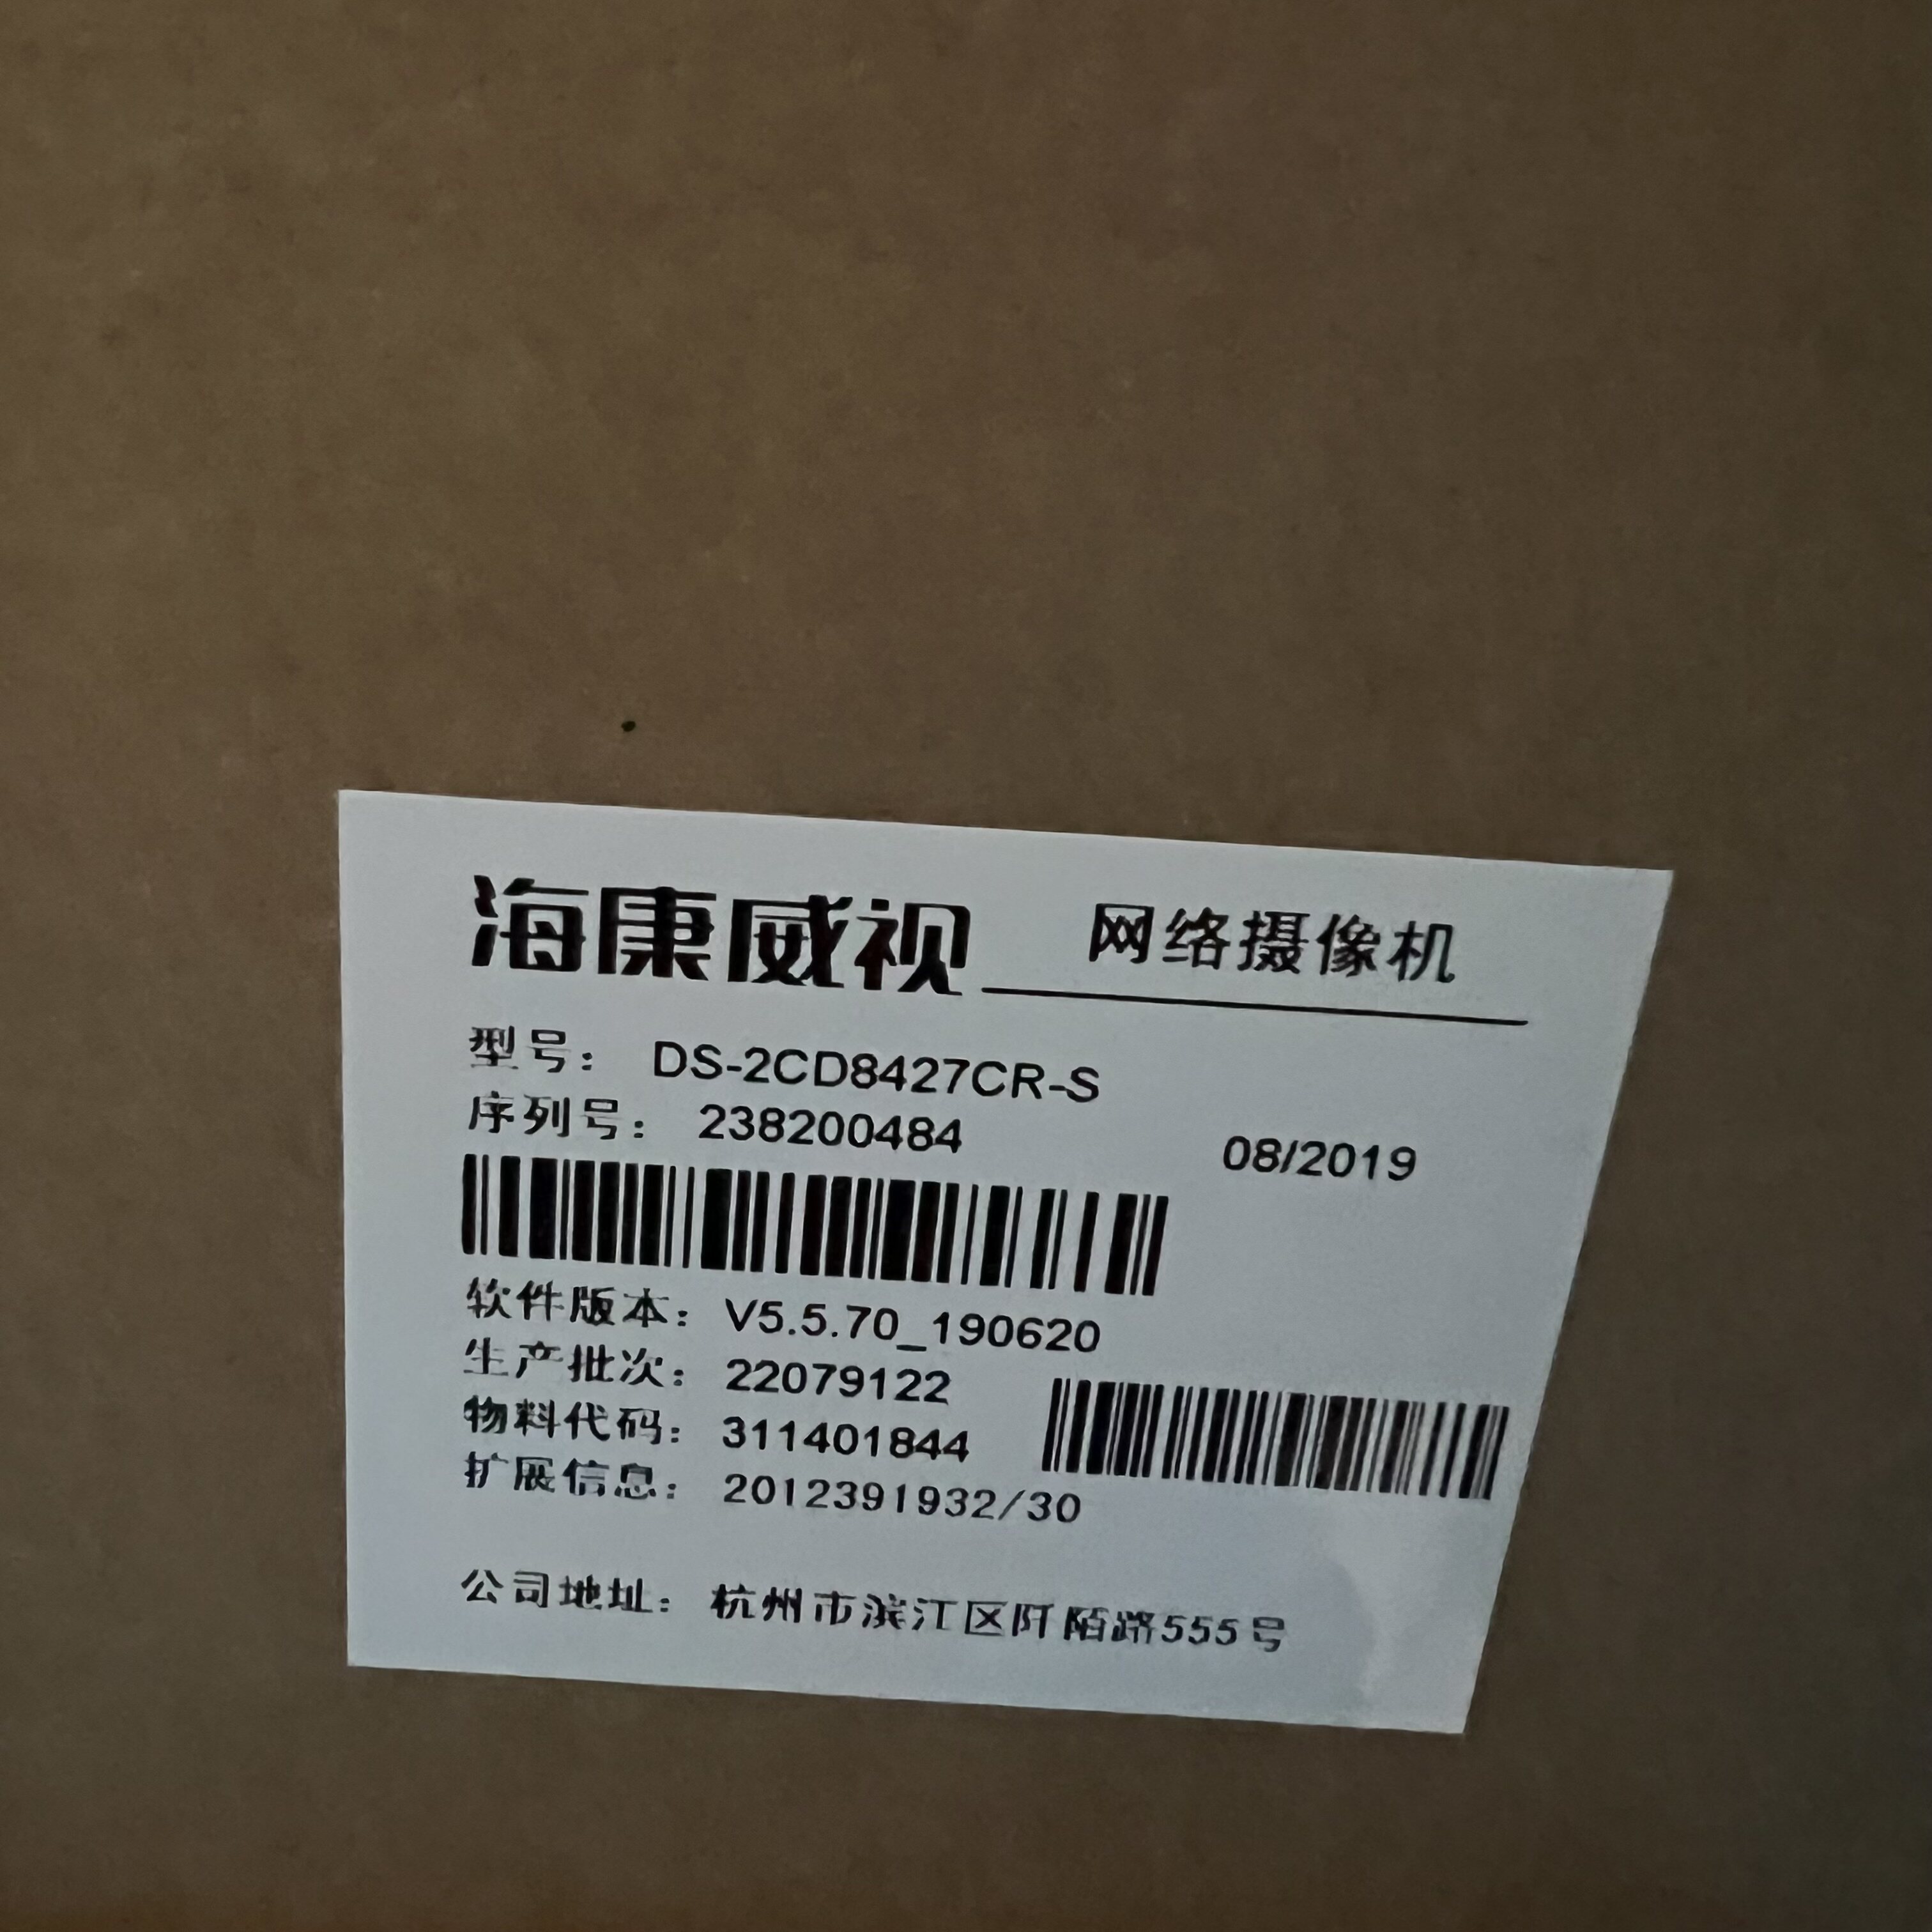 海康威视 网络摄像机
型号: DS-2CD8427CR-S
序列号: 238200484 08/2019
软件版本: V5.5.70_190620
生产批次: 22079122
物料代码: 311401844
扩展信息: 2012391932/30
公司地址: 杭州市滨江区阡陌路555号